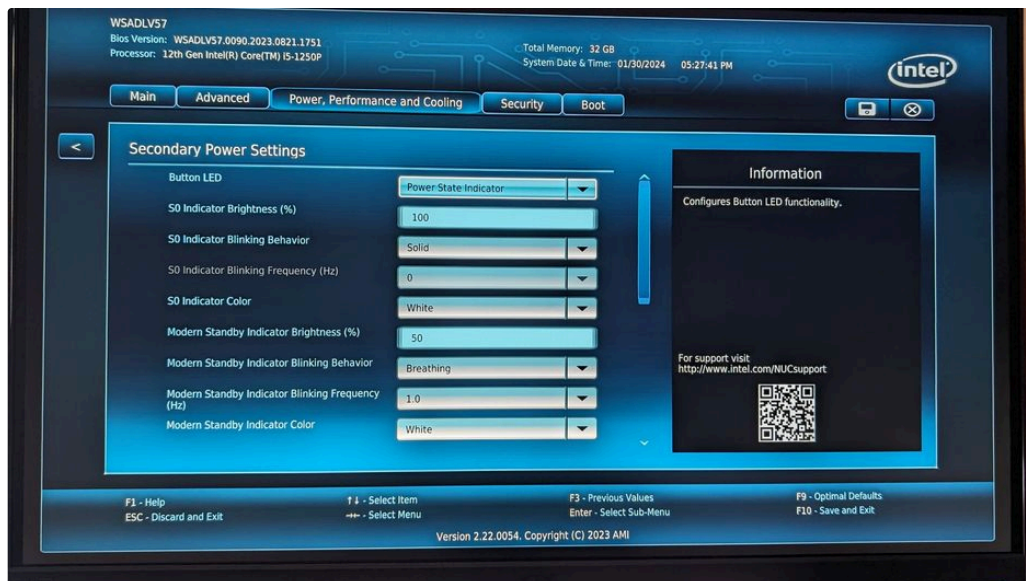 WSADLV57
Bios Version: WSADLV57.0090.2023.0821.1751
Processor: 12th Gen Intel(R) Core(TM) i5-1250P
Total Memory: 32 GB
System Date & Time: 01/30/2024 05:27:41 PM
intel
Main Advanced Power, Performance and Cooling Security Boot
<
Secondary Power Settings
Button LED Power State Indicator
S0 Indicator Brightness (%) 100
S0 Indicator Blinking Behavior Solid
S0 Indicator Blinking Frequency (Hz) 0
S0 Indicator Color White
Modern Standby Indicator Brightness (%) 50
Modern Standby Indicator Blinking Behavior Breathing
Modern Standby Indicator Blinking Frequency
(Hz) 1.0
Modern Standby Indicator Color White
Information
Configures Button LED functionality.
For support visit
http://www.intel.com/NUCsupport
F1 - Help
ESC - Discard and Exit
↑↓ - Select Item
→← - Select Menu
F3 - Previous Values
Enter - Select Sub-Menu
F9 - Optimal Defaults
F10 - Save and Exit
Version 2.22.0054. Copyright (C) 2023 AMI